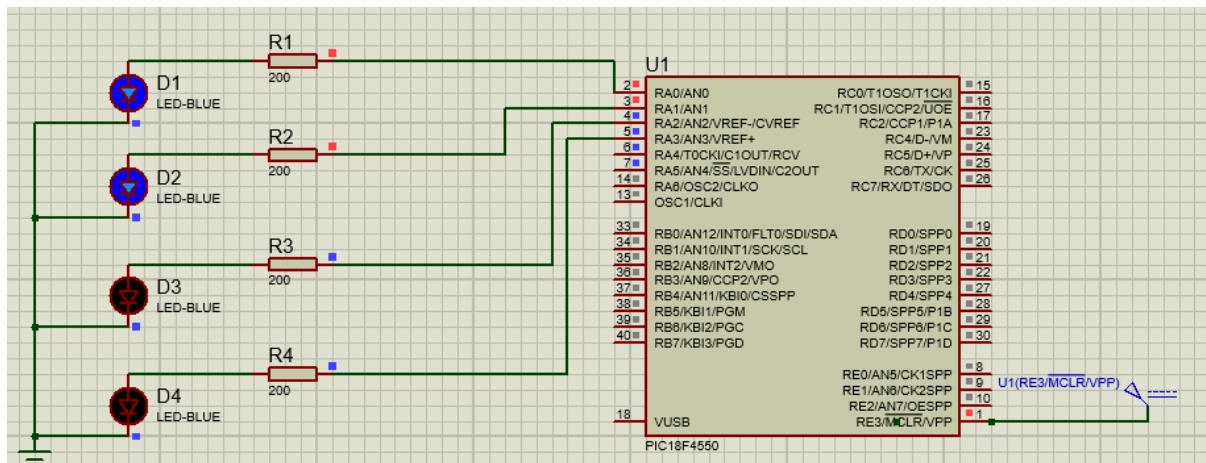 R1
200
D1
LED-BLUE
R2
200
D2
LED-BLUE
R3
200
D3
LED-BLUE
R4
200
D4
LED-BLUE
U1
2 RA0/AN0
3 RA1/AN1
4 RA2/AN2/VREF-/CVREF
5 RA3/AN3/VREF+
6 RA4/T0CKI/C1OUT/RCV
7 RA5/AN4/SS/LVDIN/C2OUT
14 RA6/OSC2/CLKO
13 OSC1/CLKI
33 RB0/AN12/INT0/FLT0/SDI/SDA
34 RB1/AN10/INT1/SCK/SCL
35 RB2/AN8/INT2/VMO
36 RB3/AN9/CCP2/VPO
37 RB4/AN11/KBI0/CSSPP
38 RB5/KBI1/PGM
39 RB6/KBI2/PGC
40 RB7/KBI3/PGD
18 VUSB
RC0/T1OSO/T1CKI 15
RC1/T1OSI/CCP2/UOE 16
RC2/CCP1/P1A 17
RC4/D-/VM 23
RC5/D+/VP 24
RC6/TX/CK 25
RC7/RX/DT/SDO 26
RD0/SPP0 19
RD1/SPP1 20
RD2/SPP2 21
RD3/SPP3 22
RD4/SPP4 27
RD5/SPP5/P1B 28
RD6/SPP6/P1C 29
RD7/SPP7/P1D 30
RE0/AN5/CK1SPP 8
RE1/AN6/CK2SPP 9
RE2/AN7/OESPP 10
RE3/MCLR/VPP 1
PIC18F4550
U1(RE3/MCLR/VPP)